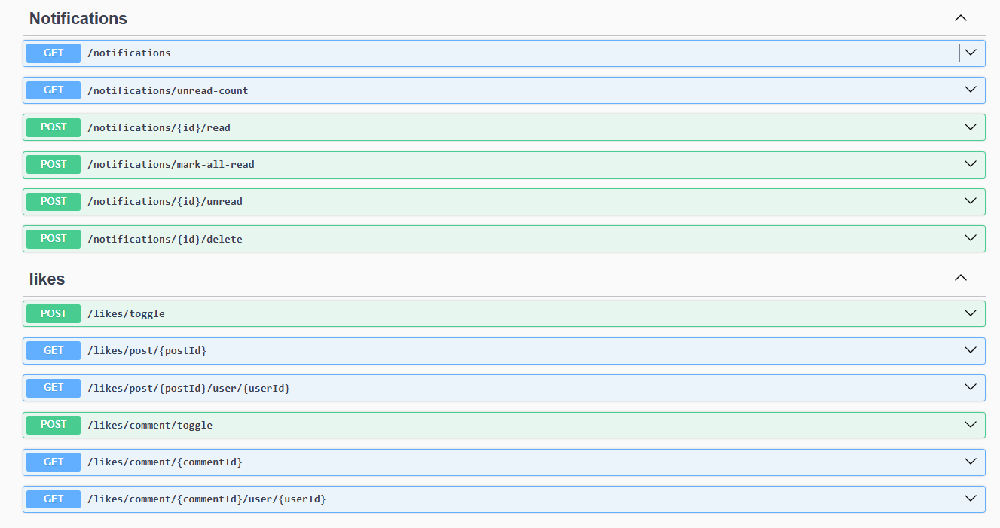 Notifications
GET /notifications
GET /notifications/unread-count
POST /notifications/{id}/read
POST /notifications/mark-all-read
POST /notifications/{id}/unread
POST /notifications/{id}/delete
likes
POST /likes/toggle
GET /likes/post/{postId}
GET /likes/post/{postId}/user/{userId}
POST /likes/comment/toggle
GET /likes/comment/{commentId}
GET /likes/comment/{commentId}/user/{userId}